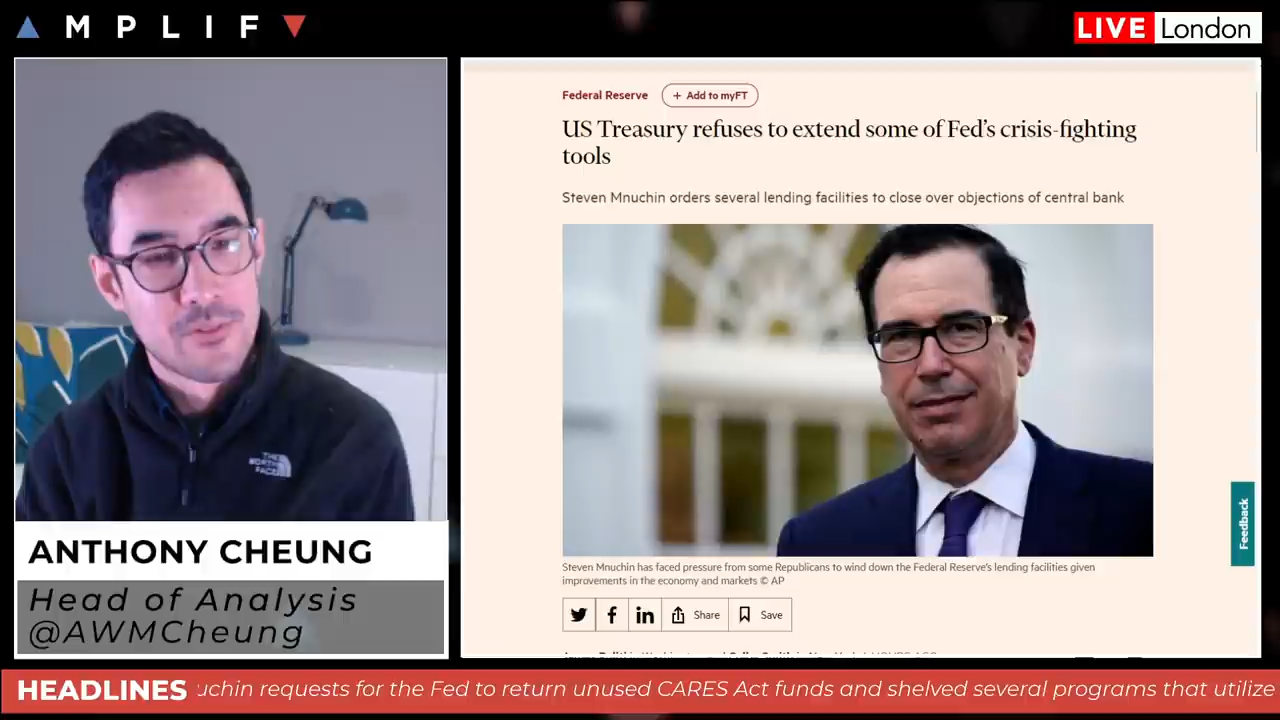 AMPLIFY
LIVE London
Federal Reserve
+ Add to myFT
US Treasury refuses to extend some of Fed's crisis-fighting
tools
Steven Mnuchin orders several lending facilities to close over objections of central bank
THE
NORTH
FACE
Feedback
Steven Mnuchin has faced pressure from some Republicans to wind down the Federal Reserve's lending facilities given
improvements in the economy and markets © AP
Share
Save
ANTHONY CHEUNG
Head of Analysis
@AWMCheung
HEADLINES
uchin requests for the Fed to return unused CARES Act funds and shelved several programs that utilize